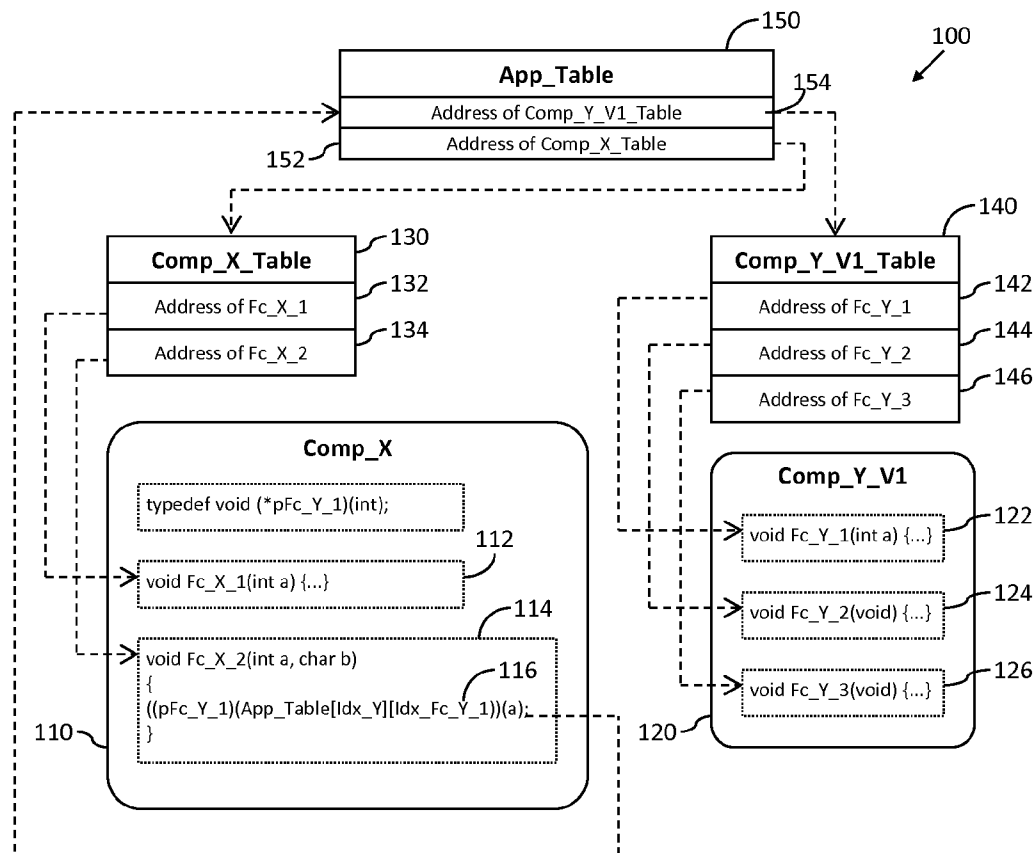 150
100
App_Table
154
Address of Comp_Y_V1_Table
152
Address of Comp_X_Table
130
Comp_X_Table
132
Address of Fc_X_1
134
Address of Fc_X_2
140
Comp_Y_V1_Table
142
Address of Fc_Y_1
144
Address of Fc_Y_2
146
Address of Fc_Y_3
Comp_X
typedef void (*pFc_Y_1)(int);
112
void Fc_X_1(int a) {...}
114
void Fc_X_2(int a, char b)
{
116
((pFc_Y_1)(App_Table[Idx_Y][Idx_Fc_Y_1))(a);
}
110
Comp_Y_V1
122
void Fc_Y_1(int a) {...}
124
void Fc_Y_2(void) {...}
126
void Fc_Y_3(void) {...}
120